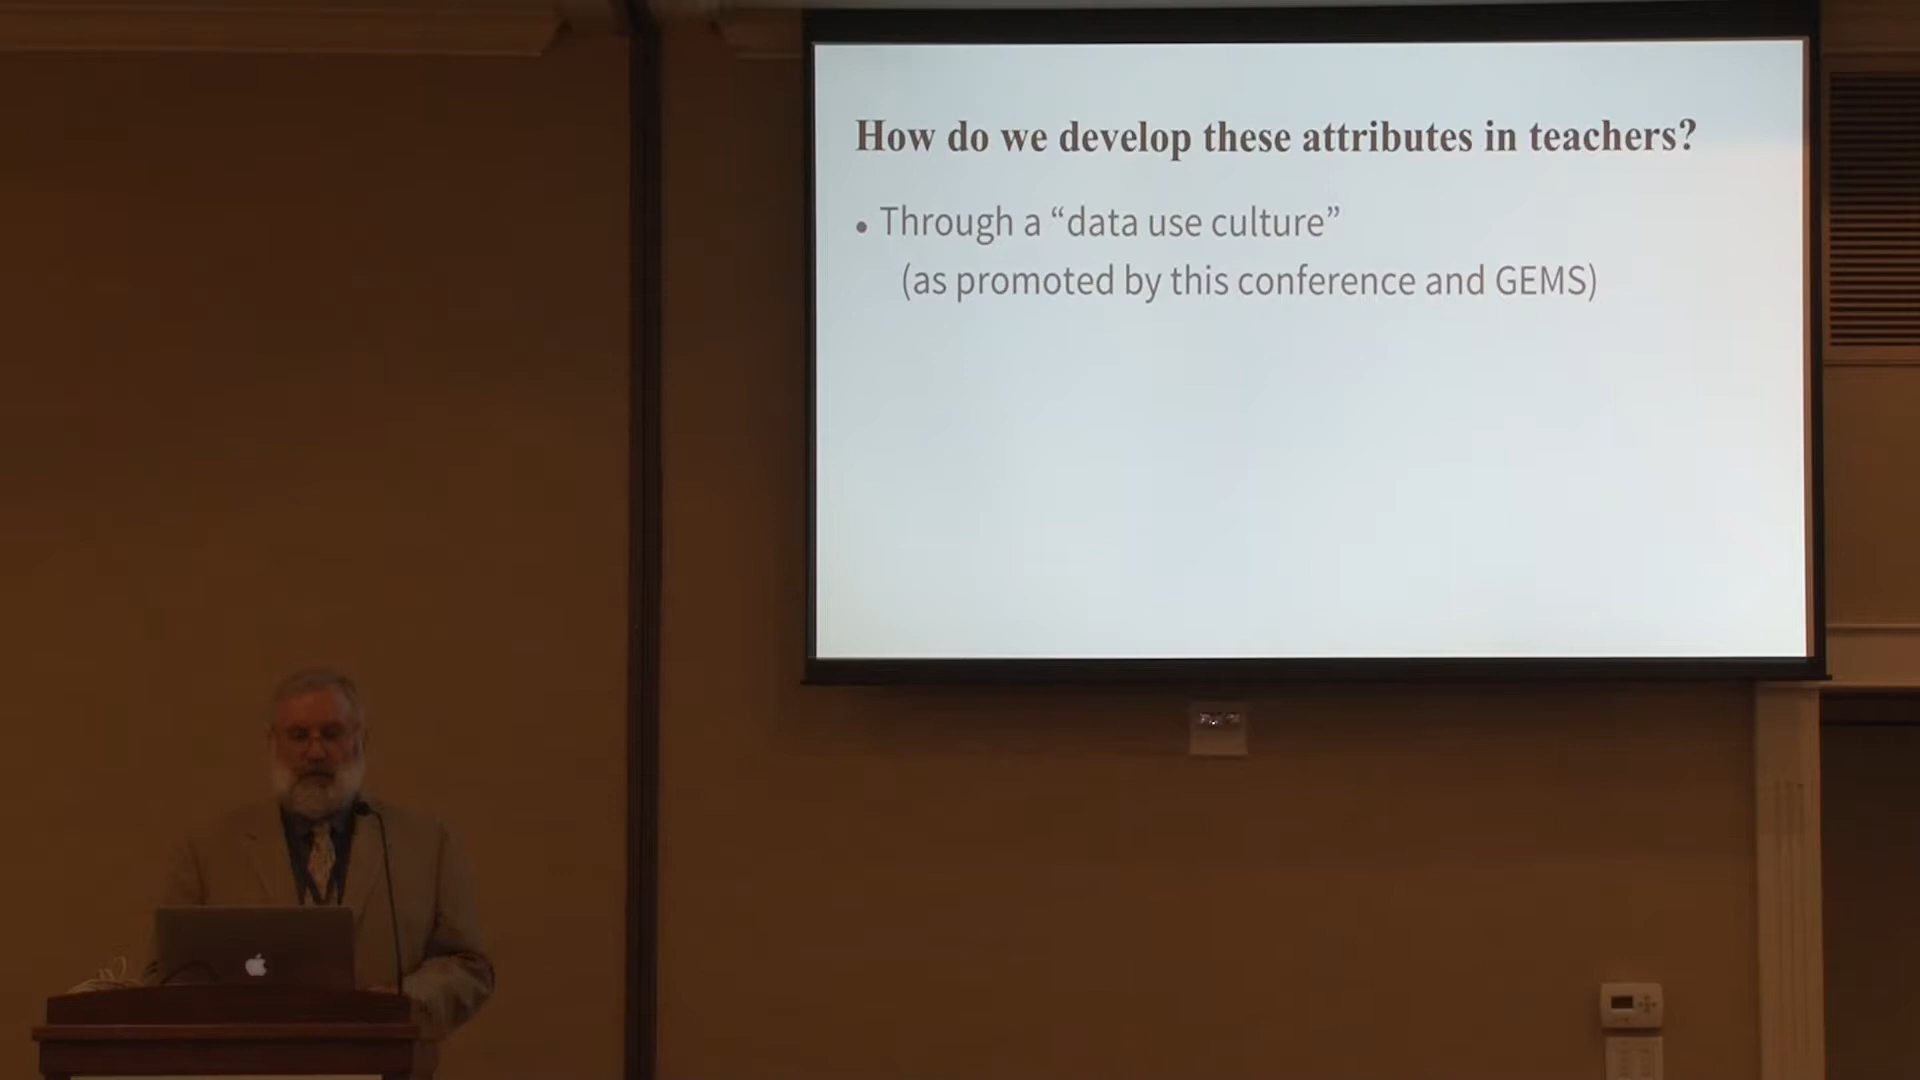 How do we develop these attributes in teachers?
• Through a “data use culture”
(as promoted by this conference and GEMS)